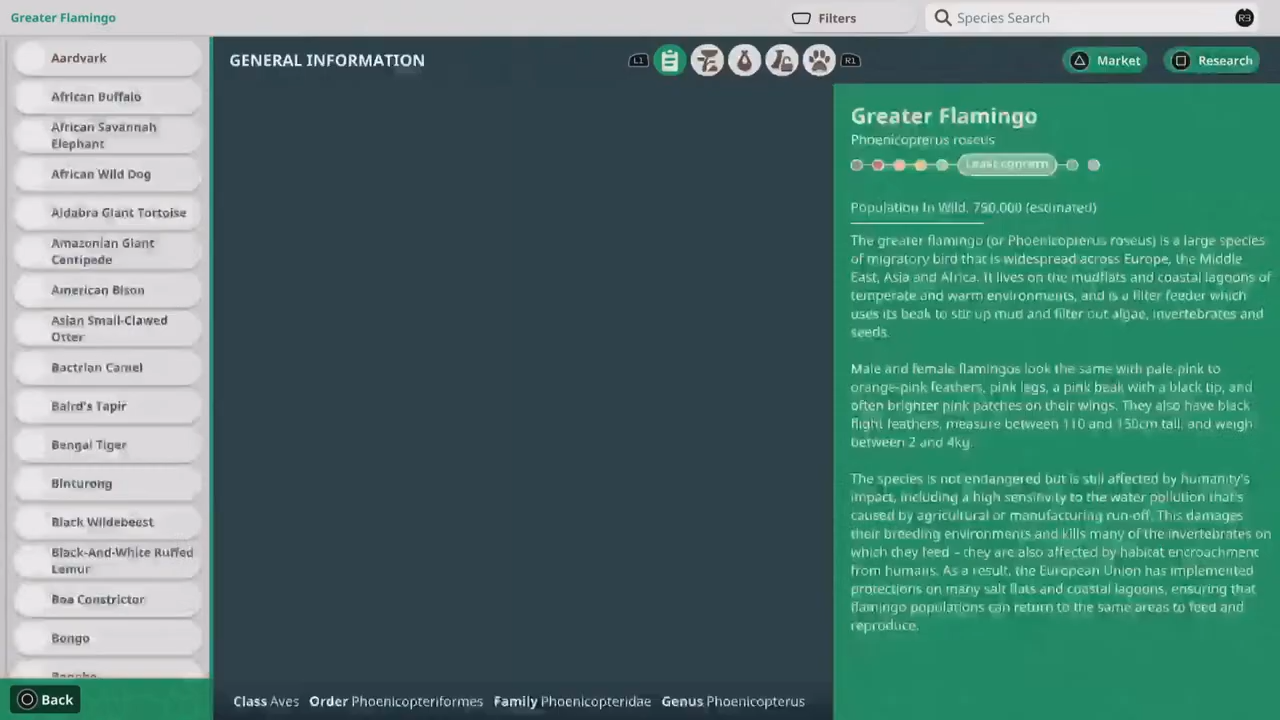 Greater Flamingo
Filters
Species Search
R3
Aardvark
African Buffalo
African Savannah
Elephant
African Wild Dog
Aldabra Giant Tortoise
Amazonian Giant
Centipede
American Bison
Asian Small-Clawed
Otter
Bactrian Camel
Baird's Tapir
Bengal Tiger
Binturong
Black Wildebeest
Black-And-White Ruffed
Lemur
Boa Constrictor
Bongo
Back
GENERAL INFORMATION
L1
R1
Market
Research
Greater Flamingo
Phoenicopterus roseus
Least concern
Population In Wild: 790,000 (estimated)
The greater flamingo (or Phoenicopterus roseus) is a large species
of migratory bird that is widespread across Europe, the Middle
East, Asia and Africa. It lives on the mudflats and coastal lagoons of
temperate and warm environments, and is a filter feeder which
uses its beak to stir up mud and filter out algae, invertebrates and
seeds.
Male and female flamingos look the same with pale-pink to
orange-pink feathers, pink legs, a pink beak with a black tip, and
often brighter pink patches on their wings. They also have black
flight feathers, measure between 110 and 150cm tall, and weigh
between 2 and 4kg.
The species is not endangered but is still affected by humanity's
impact, including a high sensitivity to the water pollution that's
caused by agricultural or manufacturing run-off. This damages
their breeding environments and kills many of the invertebrates on
which they feed – they are also affected by habitat encroachment
from humans. As a result, the European Union has implemented
protections on many salt flats and coastal lagoons, ensuring that
flamingo populations can return to the same areas to feed and
reproduce.
Class Aves Order Phoenicopteriformes Family Phoenicopteridae Genus Phoenicopterus